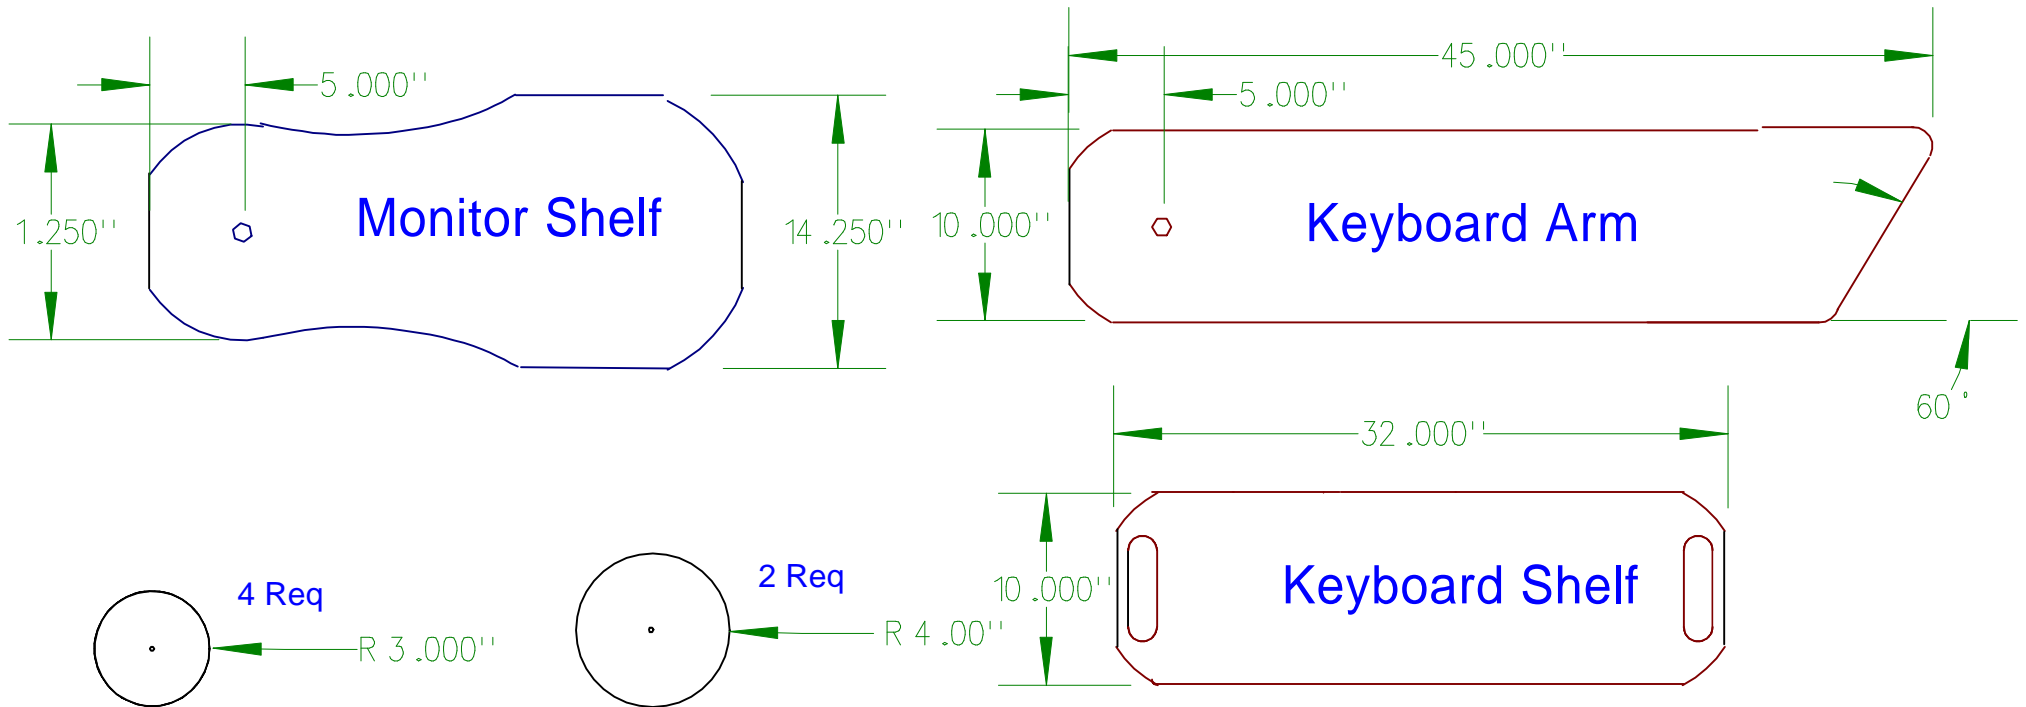 45.000"
5.000"
5.000"
1.250"
Monitor Shelf
14.250"
10.000"
Keyboard Arm
60°
32.000"
4 Req
2 Req
10.000"
Keyboard Shelf
R 3.000"
R 4.00"